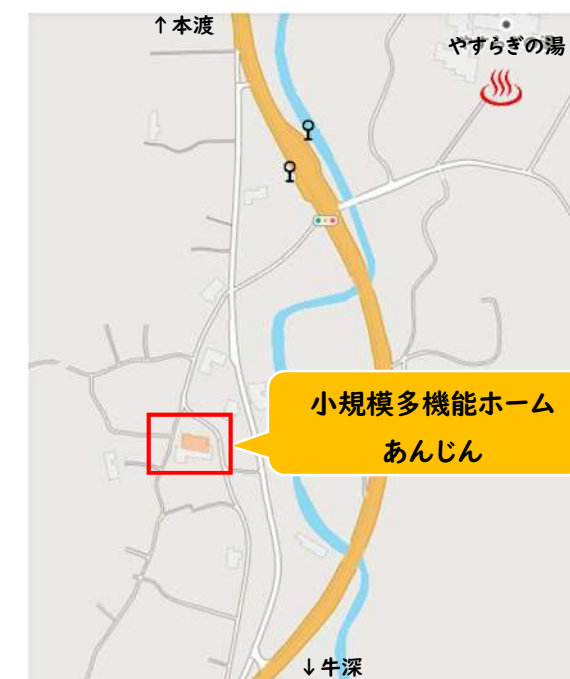 ↑本渡
やすらぎの湯
小規模多機能ホーム
あんじん
↓牛深